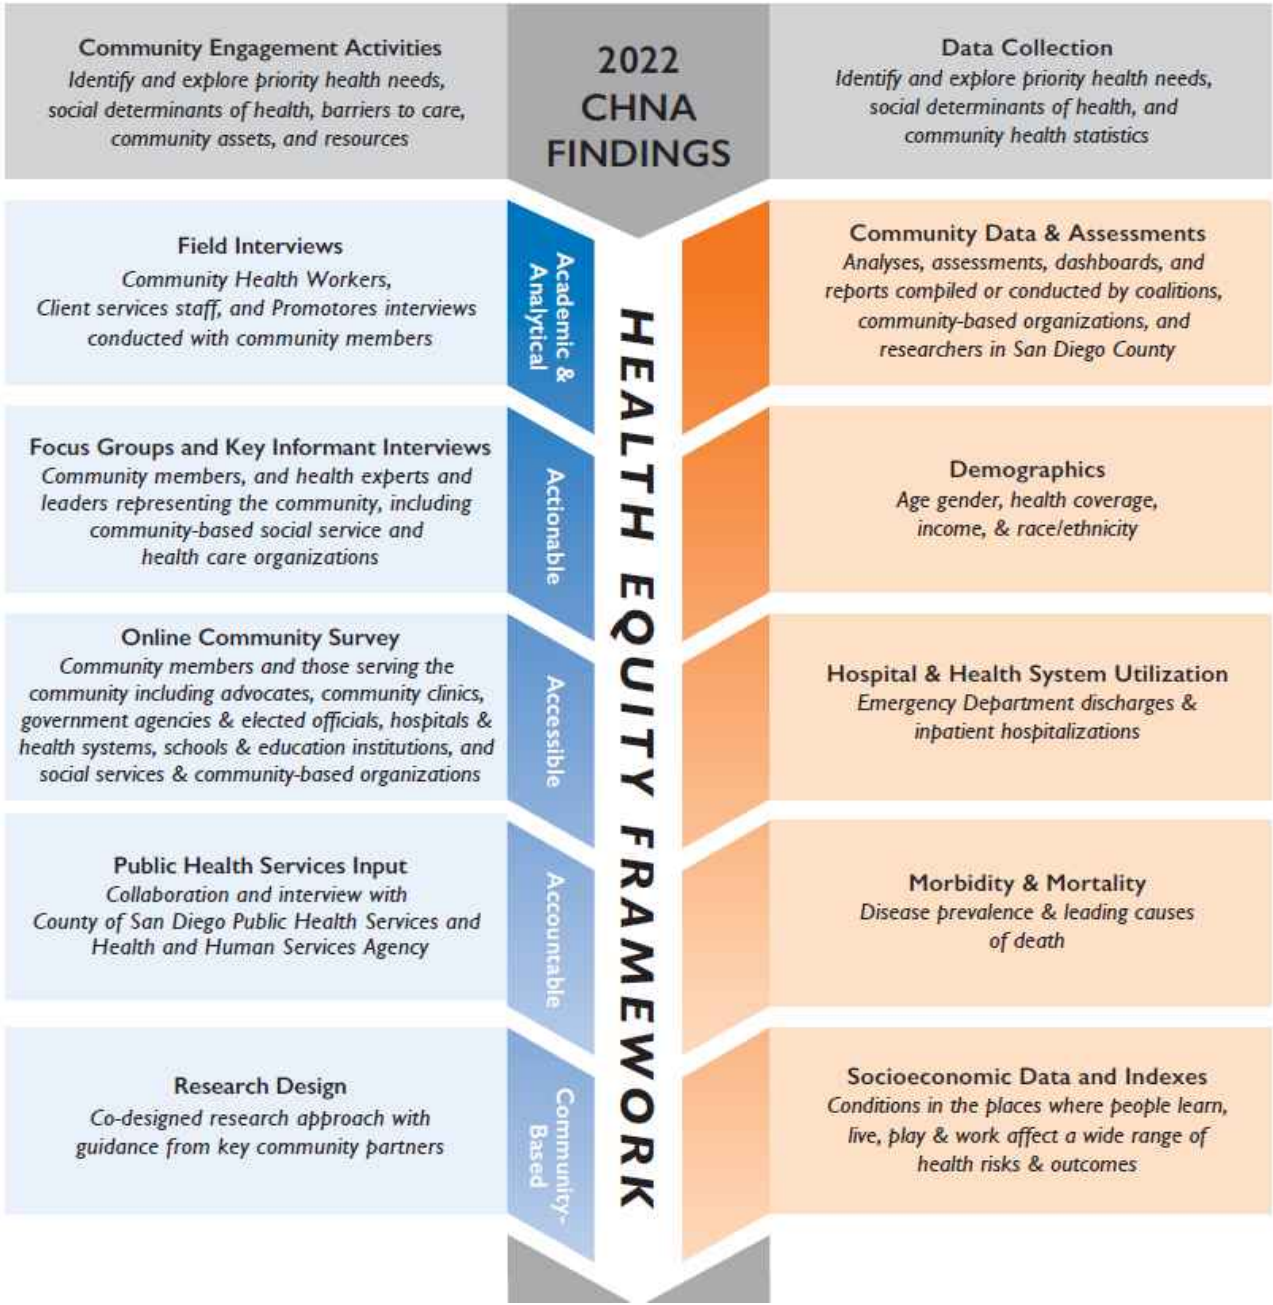 Community Engagement Activities
Identify and explore priority health needs,
social determinants of health, barriers to care,
community assets, and resources
2022
CHNA
FINDINGS
Data Collection
Identify and explore priority health needs,
social determinants of health, and
community health statistics
Field Interviews
Community Health Workers,
Client services staff, and Promotores interviews
conducted with community members
Academic &
Analytical
Community Data & Assessments
Analyses, assessments, dashboards, and
reports compiled or conducted by coalitions,
community-based organizations, and
researchers in San Diego County
HEALTH EQUITY FRAMEWORK
Focus Groups and Key Informant Interviews
Community members, and health experts and
leaders representing the community, including
community-based social service and
health care organizations
Actionable
Demographics
Age gender, health coverage,
income, & race/ethnicity
Online Community Survey
Community members and those serving the
community including advocates, community clinics,
government agencies & elected officials, hospitals &
health systems, schools & education institutions, and
social services & community-based organizations
Accessible
Hospital & Health System Utilization
Emergency Department discharges &
inpatient hospitalizations
Public Health Services Input
Collaboration and interview with
County of San Diego Public Health Services and
Health and Human Services Agency
Accountable
Morbidity & Mortality
Disease prevalence & leading causes
of death
Research Design
Co-designed research approach with
guidance from key community partners
Community-
Based
Socioeconomic Data and Indexes
Conditions in the places where people learn,
live, play & work affect a wide range of
health risks & outcomes